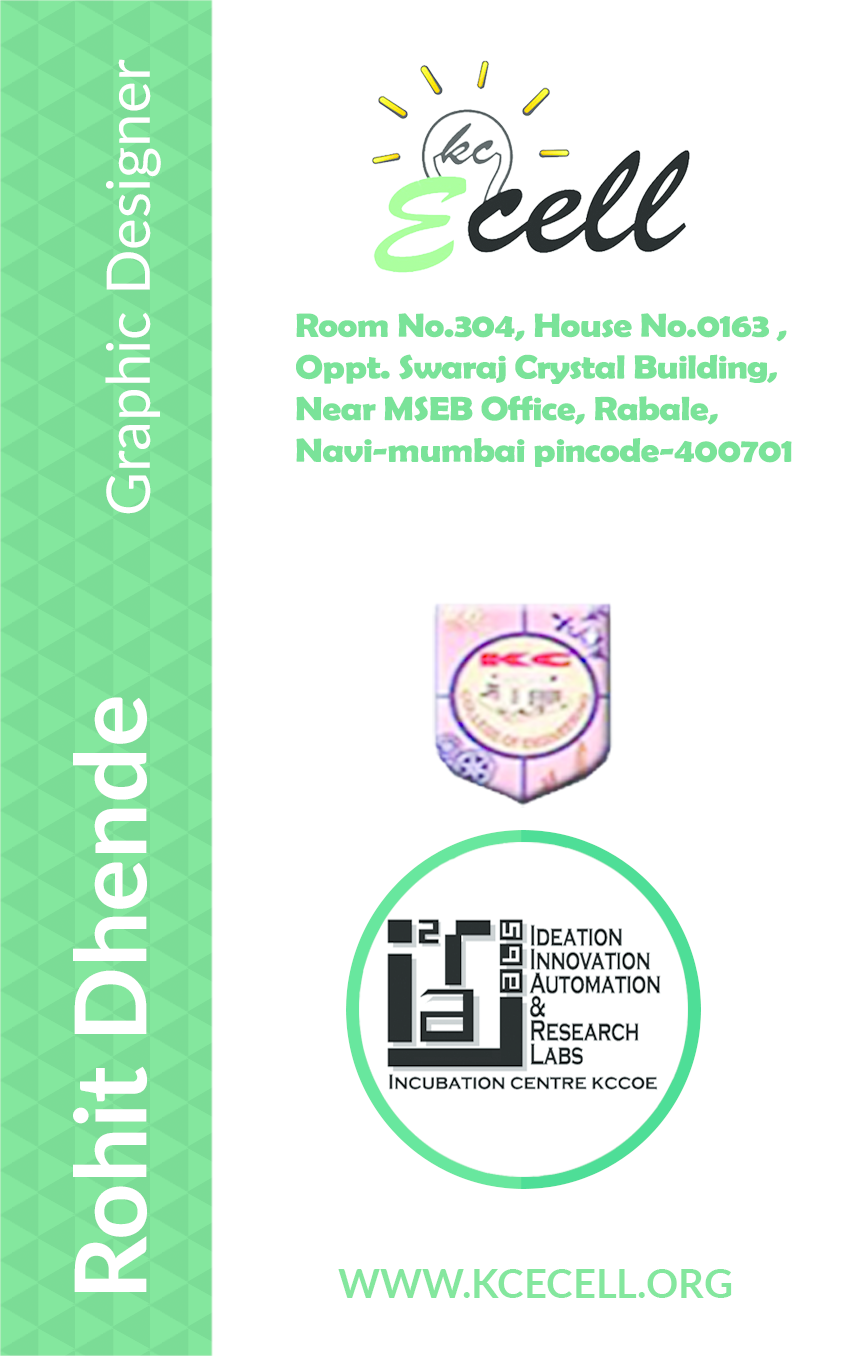 Graphic Designer
Rohit Dhende
kc
Ecell
Room No.304, House No.0163 ,
Oppt. Swaraj Crystal Building,
Near MSEB Office, Rabale,
Navi-mumbai pincode-400701
KC
COLLEGE OF ENGINEERING
i2ra labs
IDEATION
INNOVATION
AUTOMATION
&
RESEARCH
LABS
INCUBATION CENTRE KCCOE
WWW.KCECELL.ORG